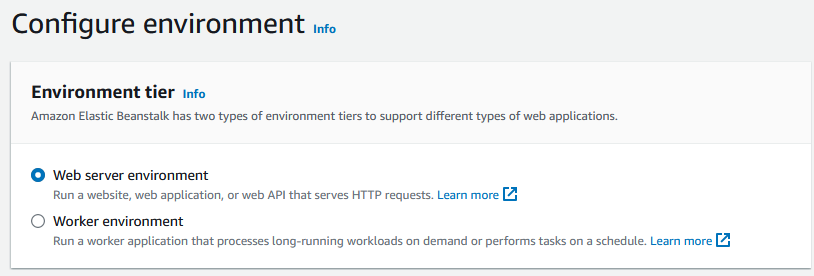 Configure environment Info
Environment tier Info
Amazon Elastic Beanstalk has two types of environment tiers to support different types of web applications.
Web server environment
Run a website, web application, or web API that serves HTTP requests. Learn more
Worker environment
Run a worker application that processes long-running workloads on demand or performs tasks on a schedule. Learn more